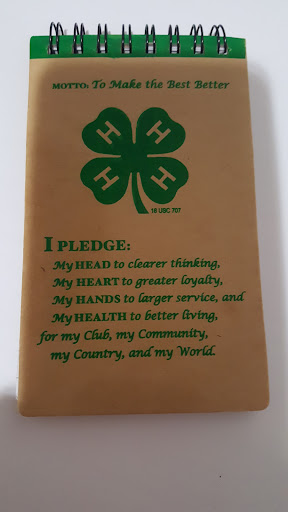 MOTTO: To Make the Best Better
H H
H H
18 USC 707
I PLEDGE:
My HEAD to clearer thinking,
My HEART to greater loyalty,
My HANDS to larger service, and
My HEALTH to better living,
for my Club, my Community,
my Country, and my World.